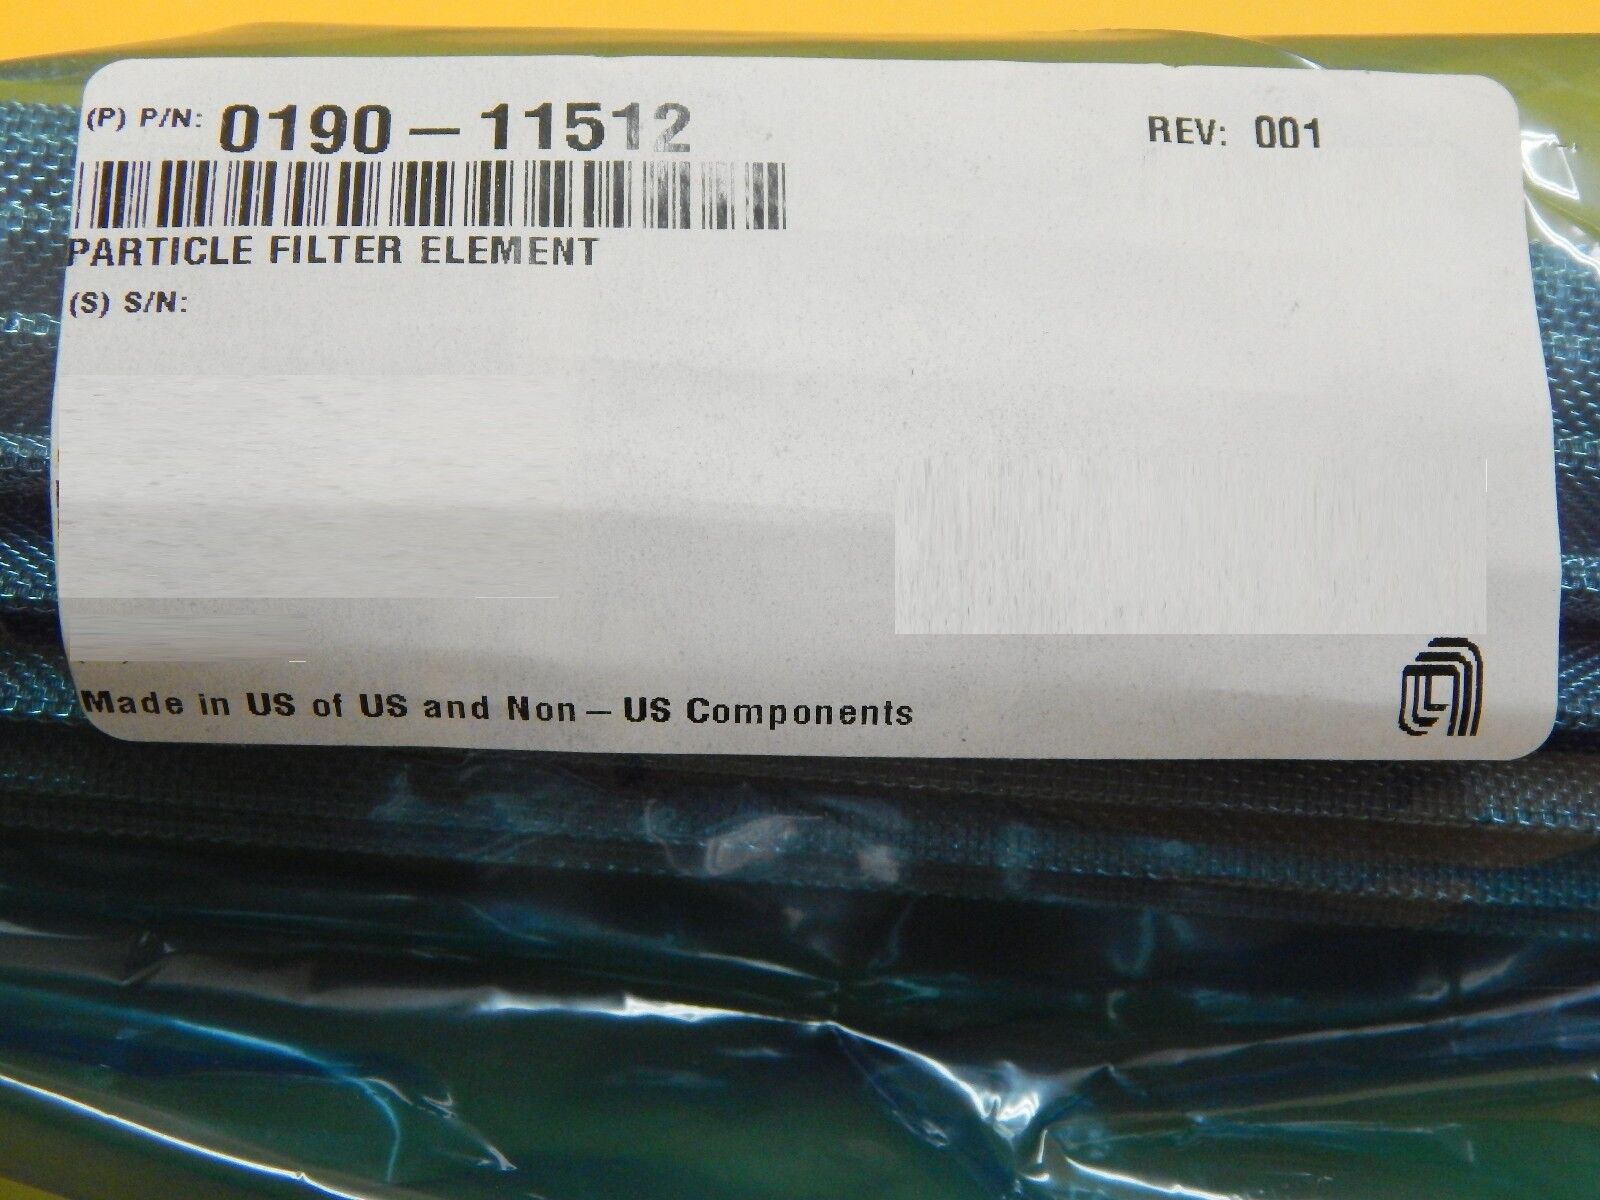 (P) P/N: 0190-11512 REV: 001
PARTICLE FILTER ELEMENT
(S) S/N:
Made in US of US and Non-US Components